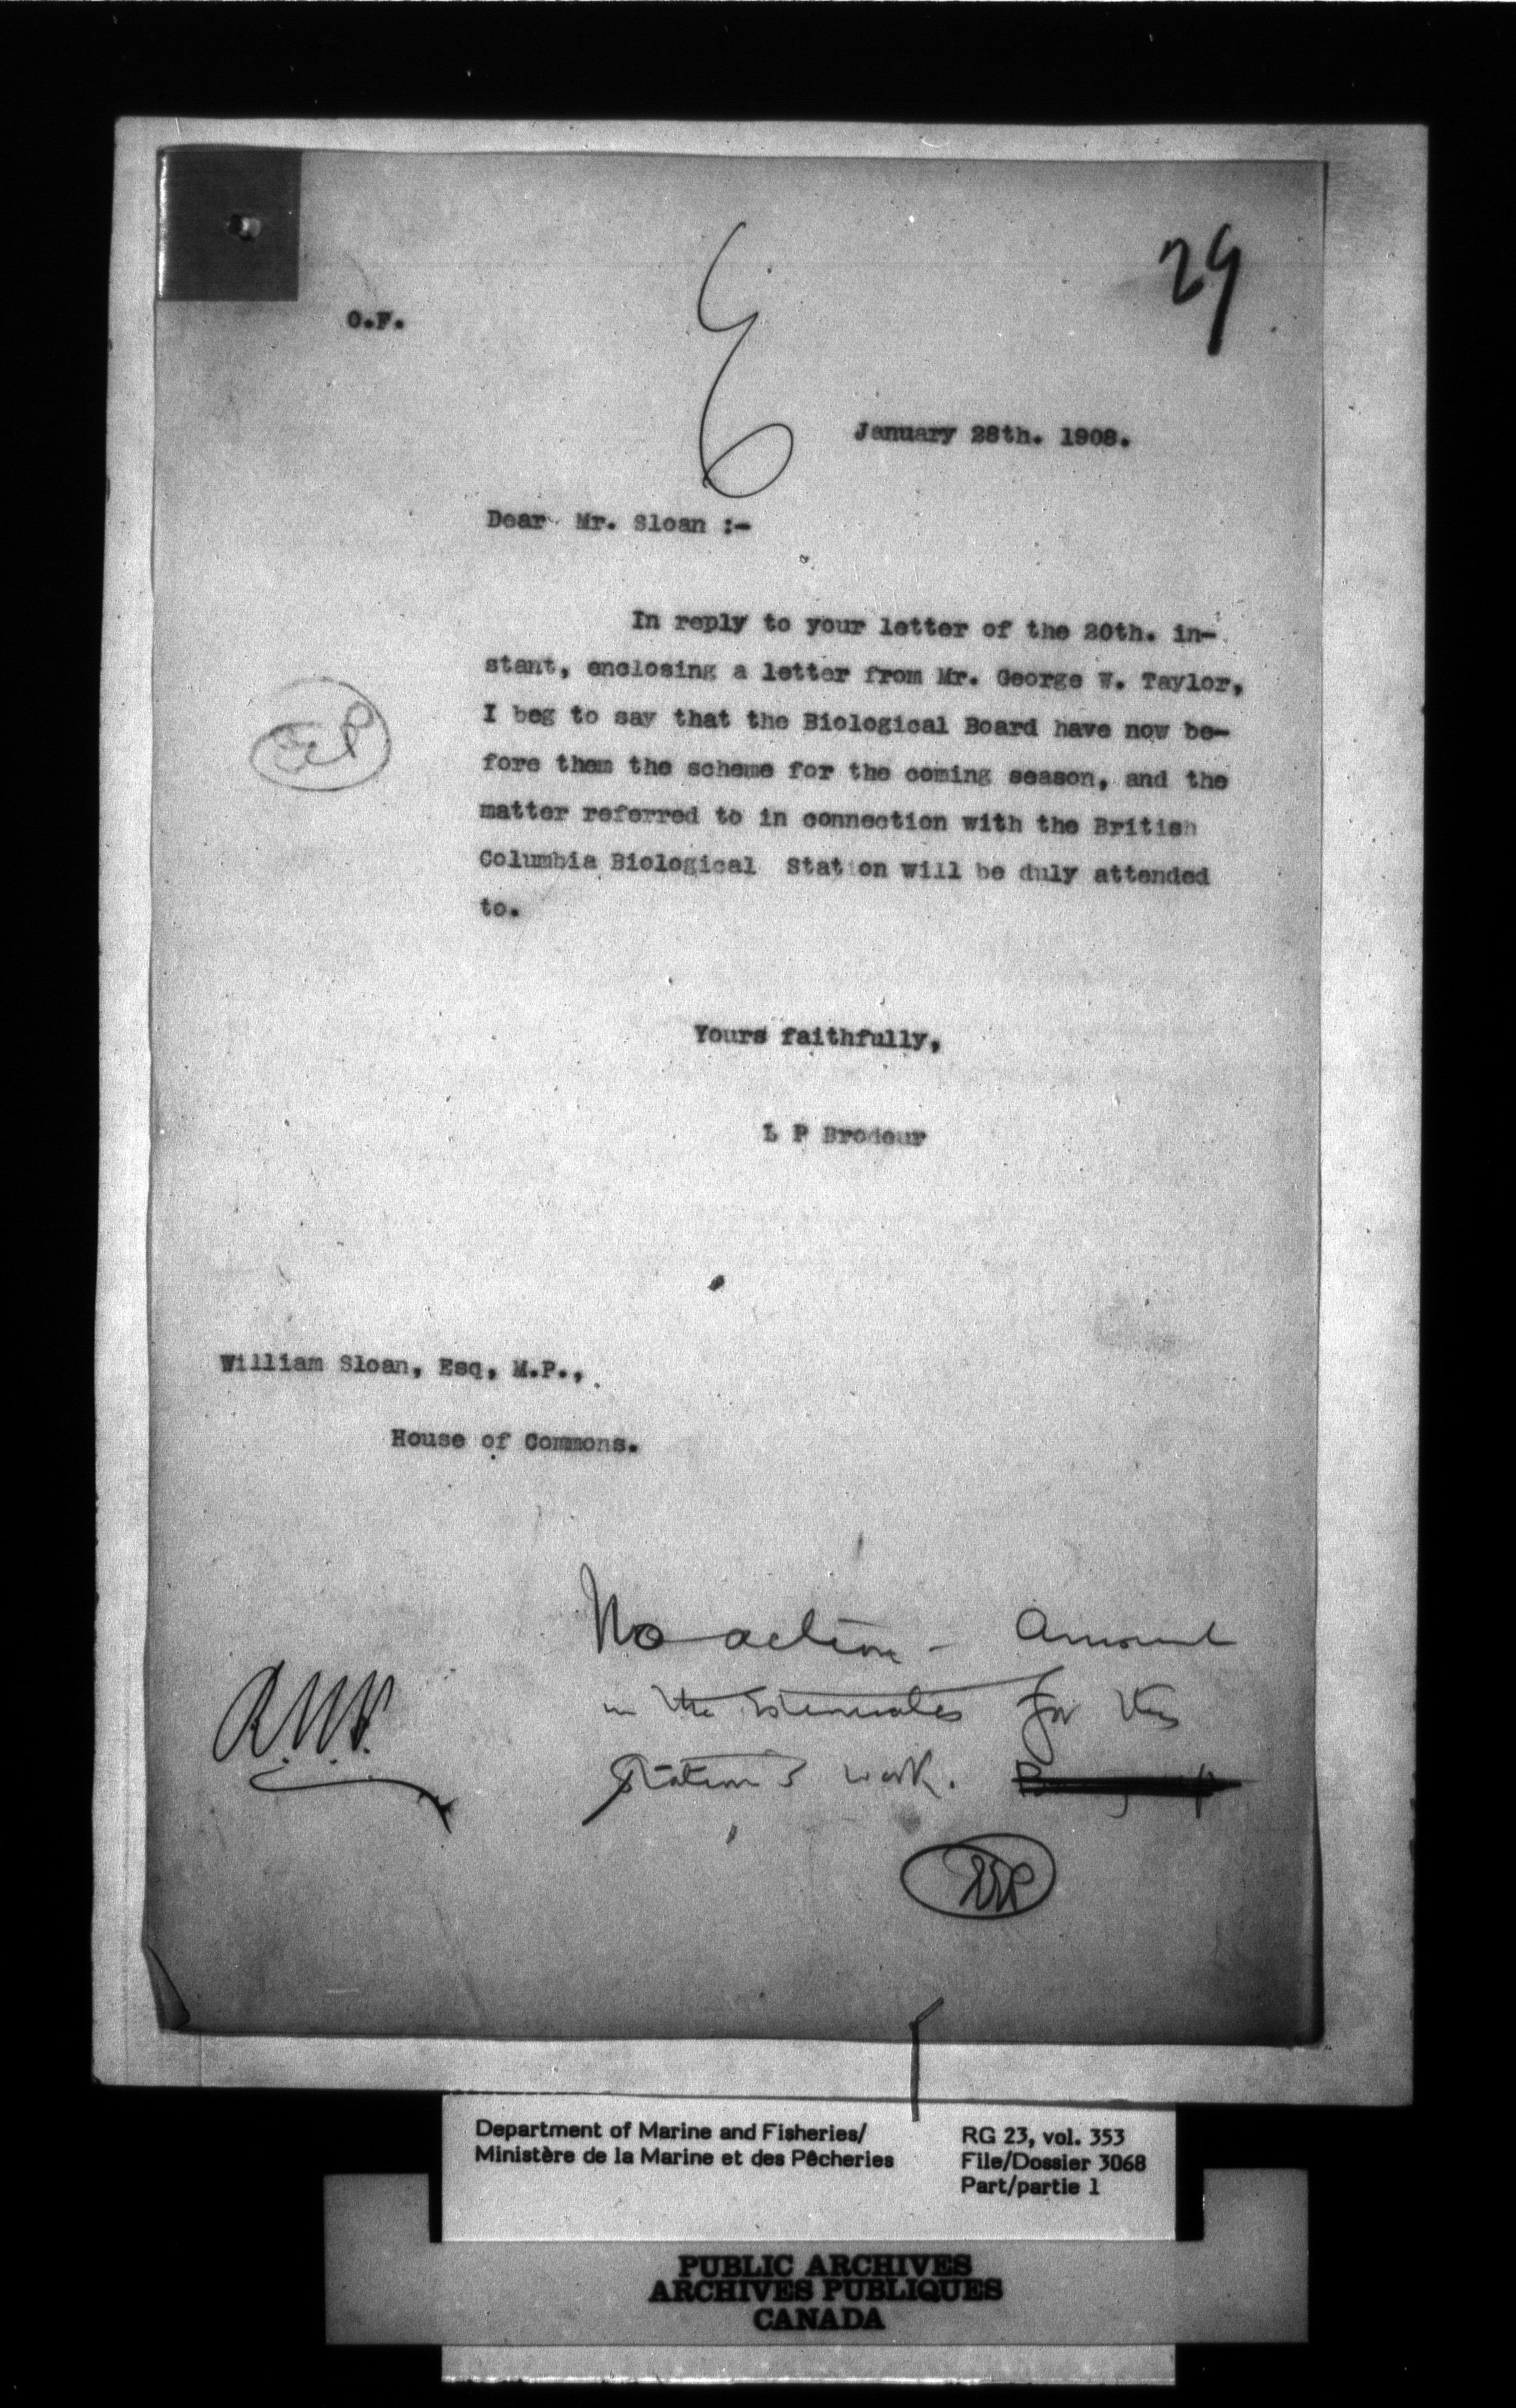 29
O.F.
January 28th. 1908.
Dear Mr. Sloan :-
In reply to your letter of the 20th. in-
stant, enclosing a letter from Mr. George W. Taylor,
I beg to say that the Biological Board have now be-
fore them the scheme for the coming season, and the
matter referred to in connection with the British
Columbia Biological Station will be duly attended
to.
Yours faithfully,
L P Brodeur
William Sloan, Esq, M.P.,
House of Commons.
No action - Amount
in the Estimates for this
Station's work.
Department of Marine and Fisheries/
Ministère de la Marine et des Pêcheries
RG 23, vol. 353
File/Dossier 3068
Part/partie 1
PUBLIC ARCHIVES
ARCHIVES PUBLIQUES
CANADA